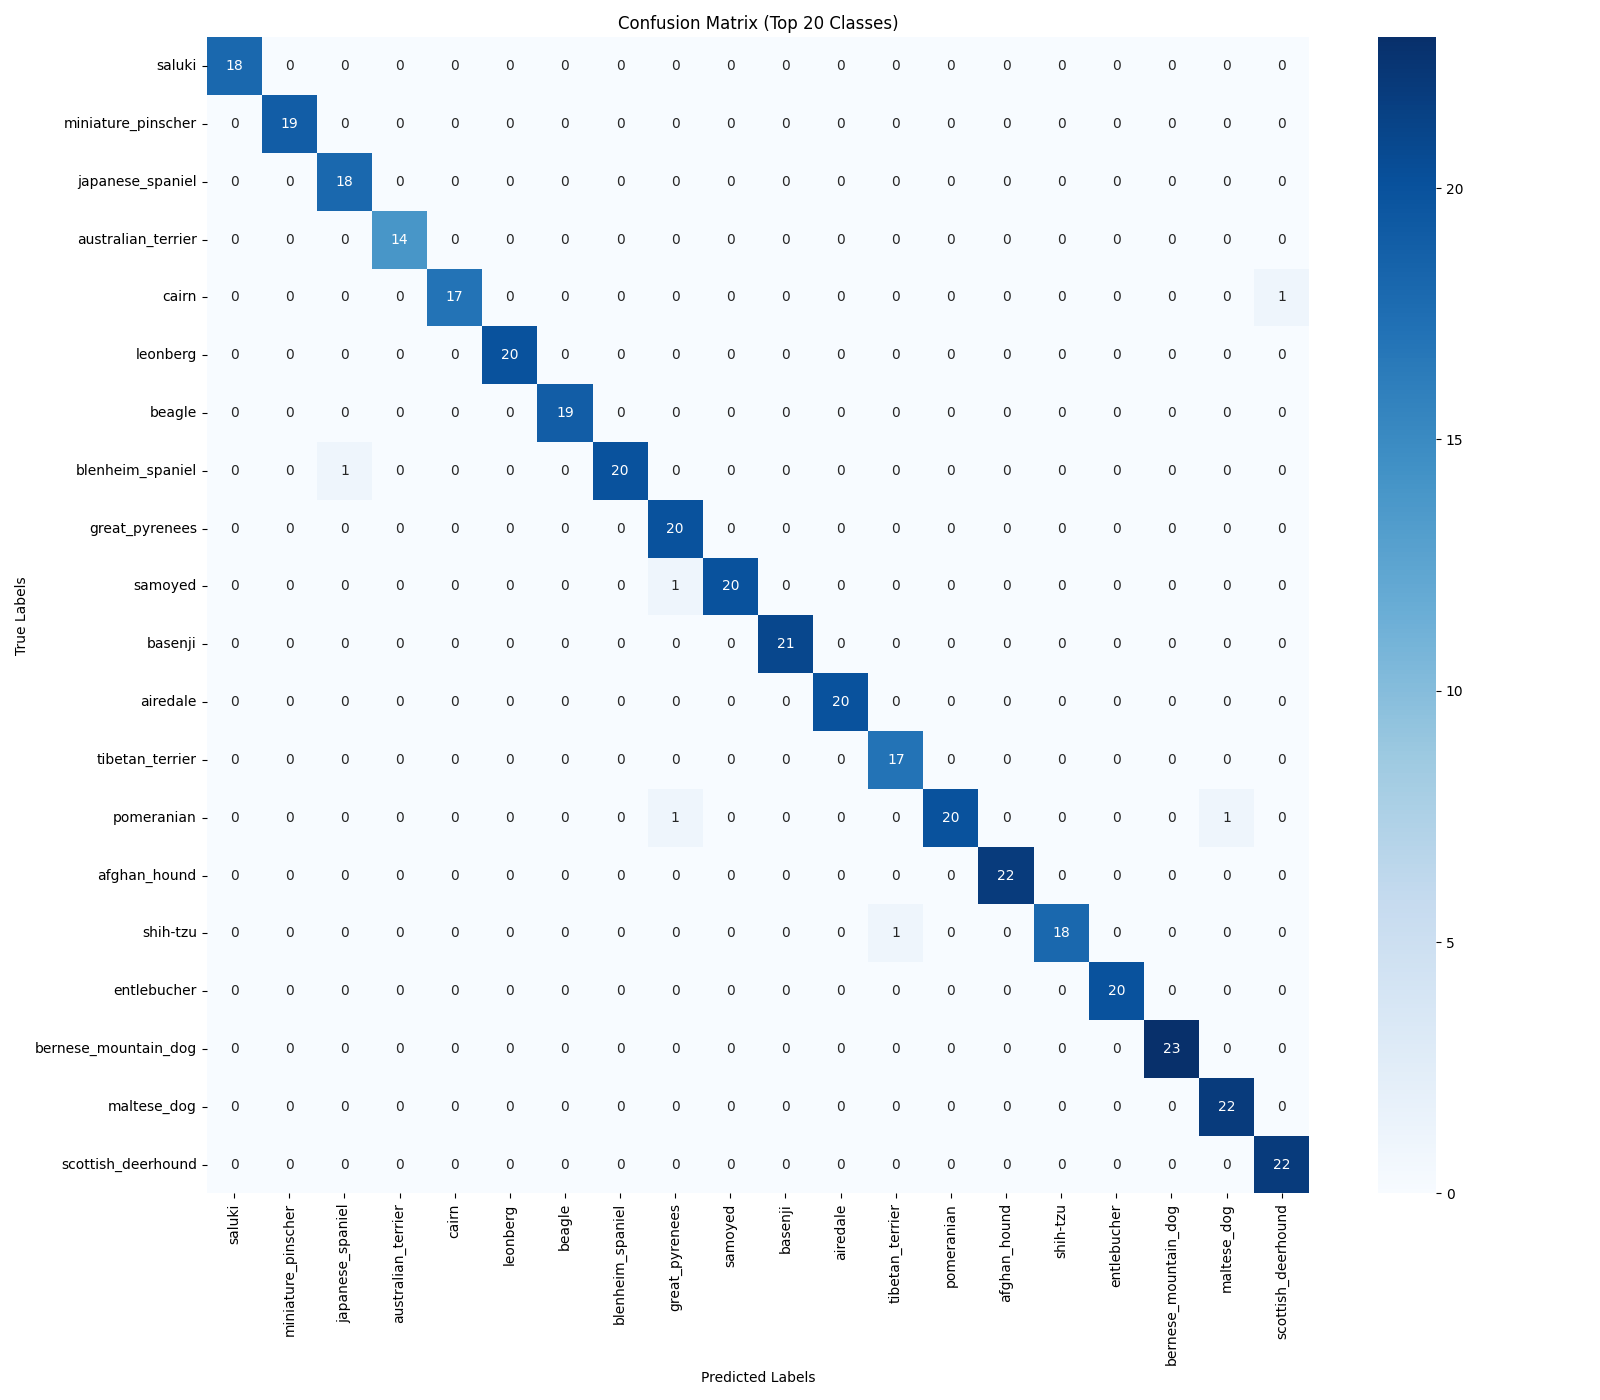 Confusion Matrix (Top 20 Classes)
saluki 18 0 0 0 0 0 0 0 0 0 0 0 0 0 0 0 0 0 0 0
miniature_pinscher 0 19 0 0 0 0 0 0 0 0 0 0 0 0 0 0 0 0 0 0
japanese_spaniel 0 0 18 0 0 0 0 0 0 0 0 0 0 0 0 0 0 0 0 0
australian_terrier 0 0 0 14 0 0 0 0 0 0 0 0 0 0 0 0 0 0 0 0
cairn 0 0 0 0 17 0 0 0 0 0 0 0 0 0 0 0 0 0 0 1
leonberg 0 0 0 0 0 20 0 0 0 0 0 0 0 0 0 0 0 0 0 0
beagle 0 0 0 0 0 0 19 0 0 0 0 0 0 0 0 0 0 0 0 0
blenheim_spaniel 0 0 1 0 0 0 0 20 0 0 0 0 0 0 0 0 0 0 0 0
great_pyrenees 0 0 0 0 0 0 0 0 20 0 0 0 0 0 0 0 0 0 0 0
samoyed 0 0 0 0 0 0 0 0 1 20 0 0 0 0 0 0 0 0 0 0
basenji 0 0 0 0 0 0 0 0 0 0 21 0 0 0 0 0 0 0 0 0
airedale 0 0 0 0 0 0 0 0 0 0 0 20 0 0 0 0 0 0 0 0
tibetan_terrier 0 0 0 0 0 0 0 0 0 0 0 0 17 0 0 0 0 0 0 0
pomeranian 0 0 0 0 0 0 0 0 1 0 0 0 0 20 0 0 0 0 1 0
afghan_hound 0 0 0 0 0 0 0 0 0 0 0 0 0 0 22 0 0 0 0 0
shih-tzu 0 0 0 0 0 0 0 0 0 0 0 0 1 0 0 18 0 0 0 0
entlebucher 0 0 0 0 0 0 0 0 0 0 0 0 0 0 0 0 20 0 0 0
bernese_mountain_dog 0 0 0 0 0 0 0 0 0 0 0 0 0 0 0 0 0 23 0 0
maltese_dog 0 0 0 0 0 0 0 0 0 0 0 0 0 0 0 0 0 0 22 0
scottish_deerhound 0 0 0 0 0 0 0 0 0 0 0 0 0 0 0 0 0 0 0 22
True Labels
saluki
miniature_pinscher
japanese_spaniel
australian_terrier
cairn
leonberg
beagle
blenheim_spaniel
great_pyrenees
samoyed
basenji
airedale
tibetan_terrier
pomeranian
afghan_hound
shih-tzu
entlebucher
bernese_mountain_dog
maltese_dog
scottish_deerhound
Predicted Labels
20
15
10
5
0